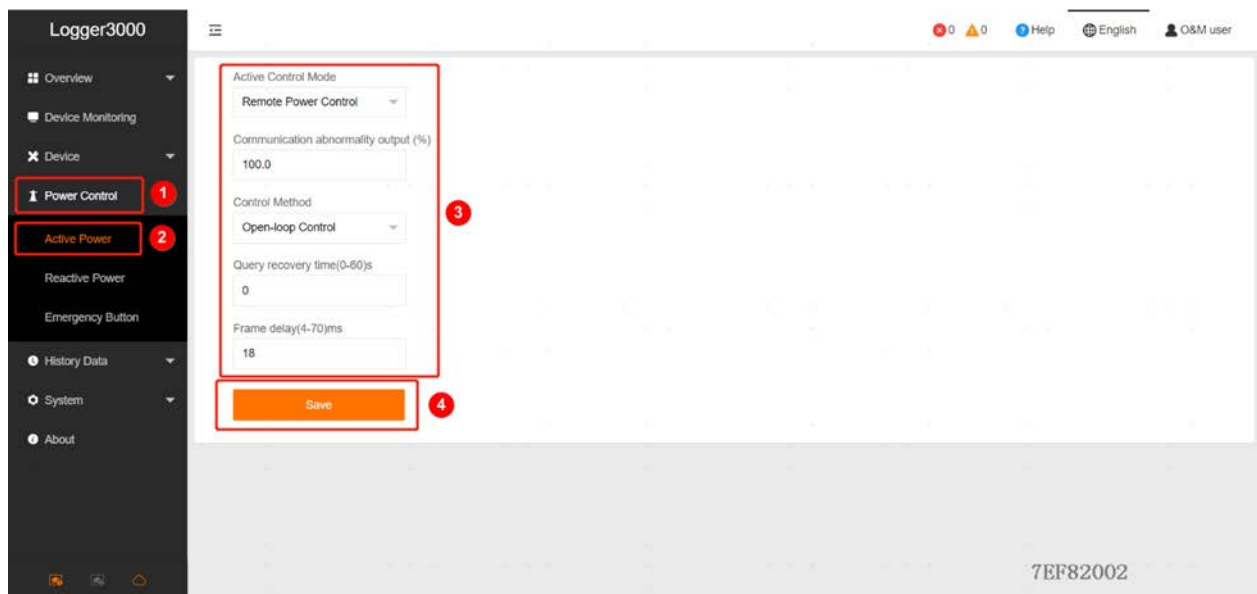 Logger3000
0 0 Help English O&M user
Overview
Device Monitoring
Device
Power Control 1
Active Power 2
Reactive Power
Emergency Button
History Data
System
About
Active Control Mode
Remote Power Control
Communication abnormality output (%)
100.0
Control Method
Open-loop Control
3
Query recovery time(0-60)s
0
Frame delay(4-70)ms
18
Save 4
7EF82002